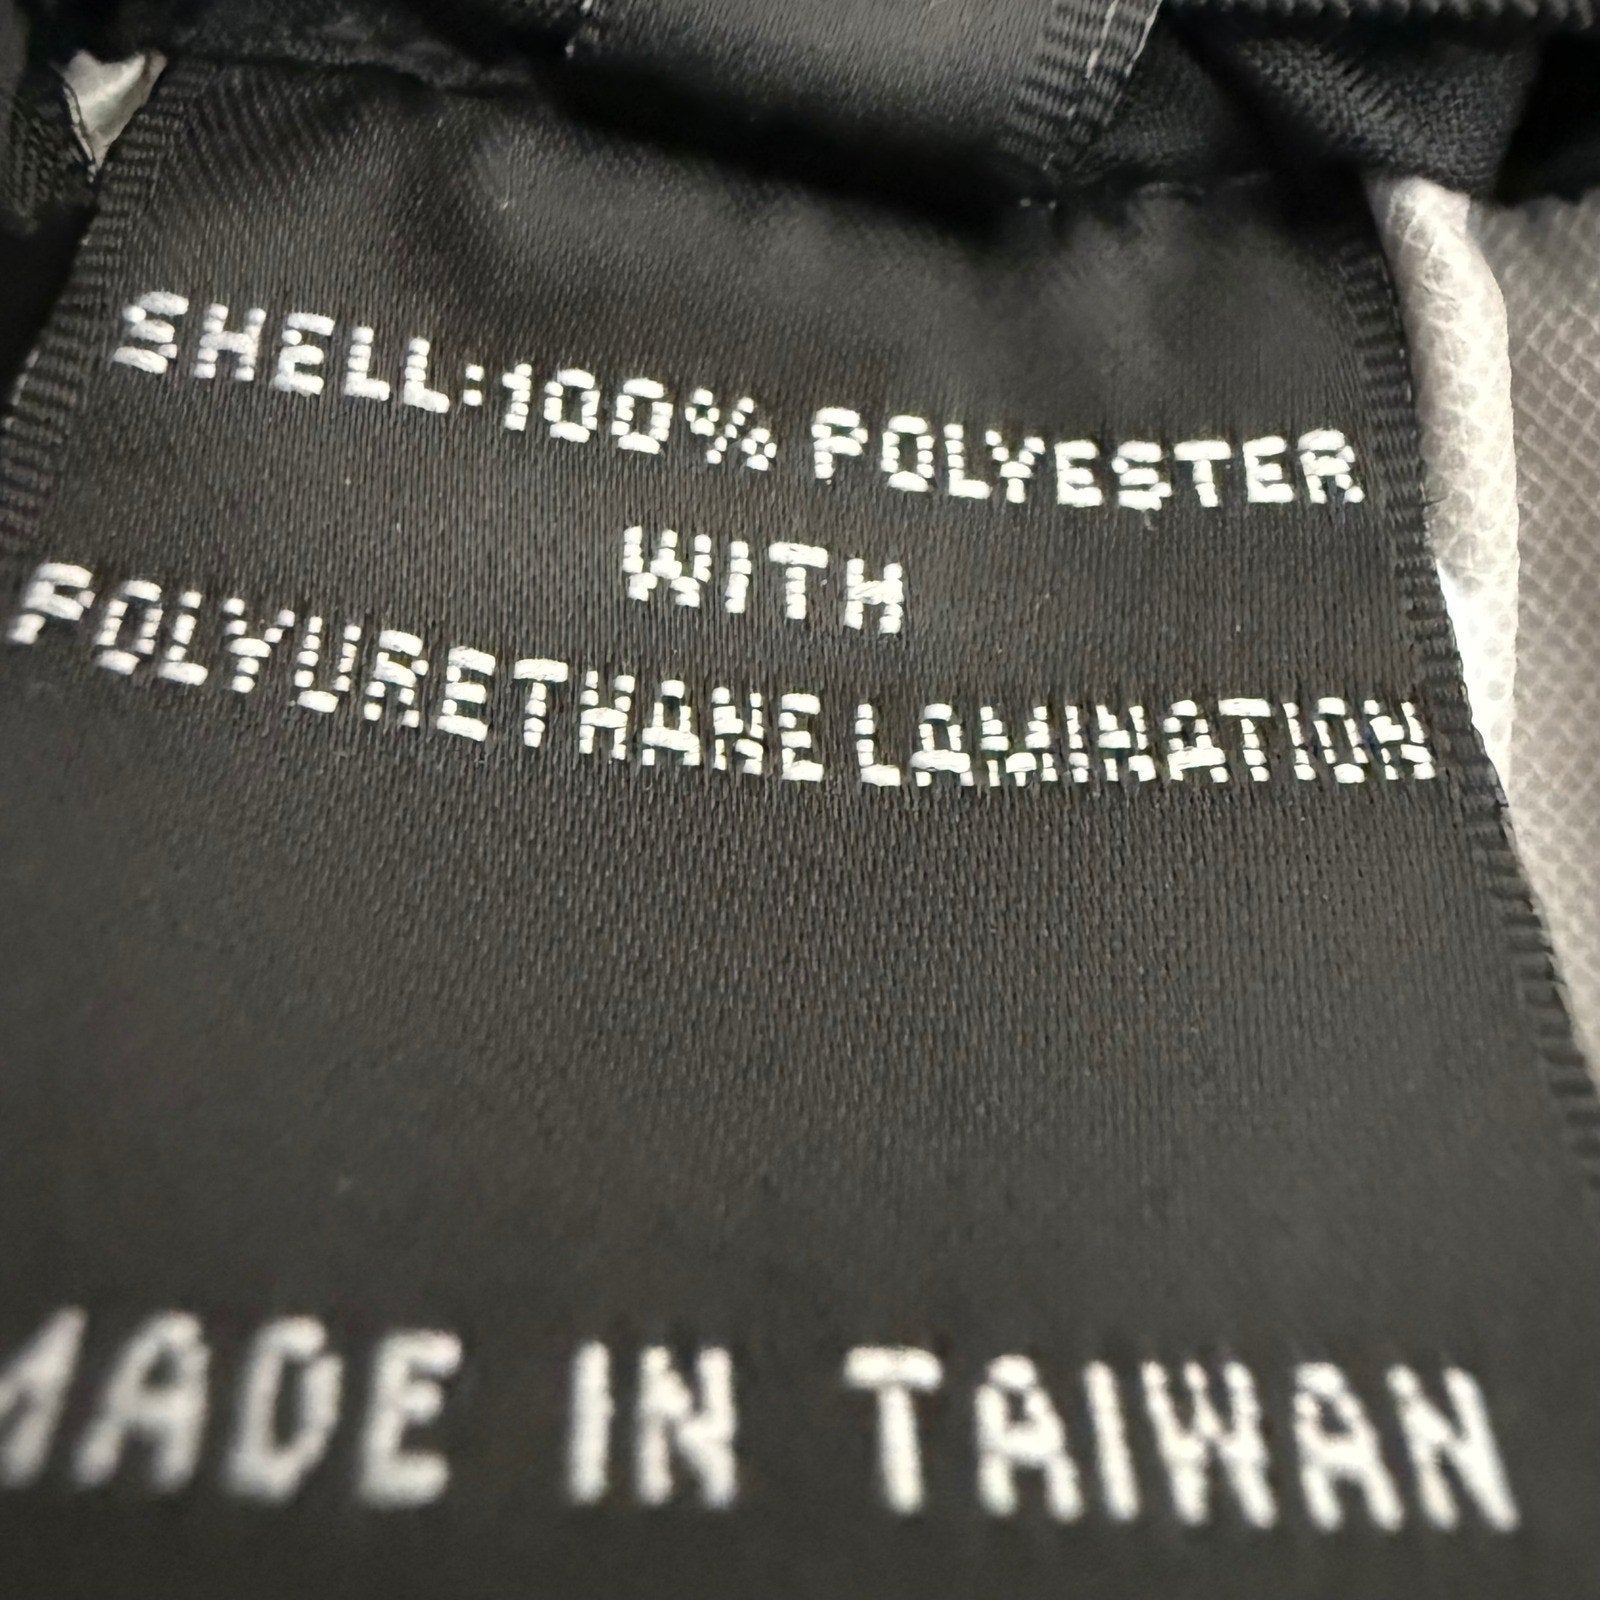 SHELL:100% POLYESTER
WITH
POLYURETHANE LAMINATION
MADE IN TAIWAN